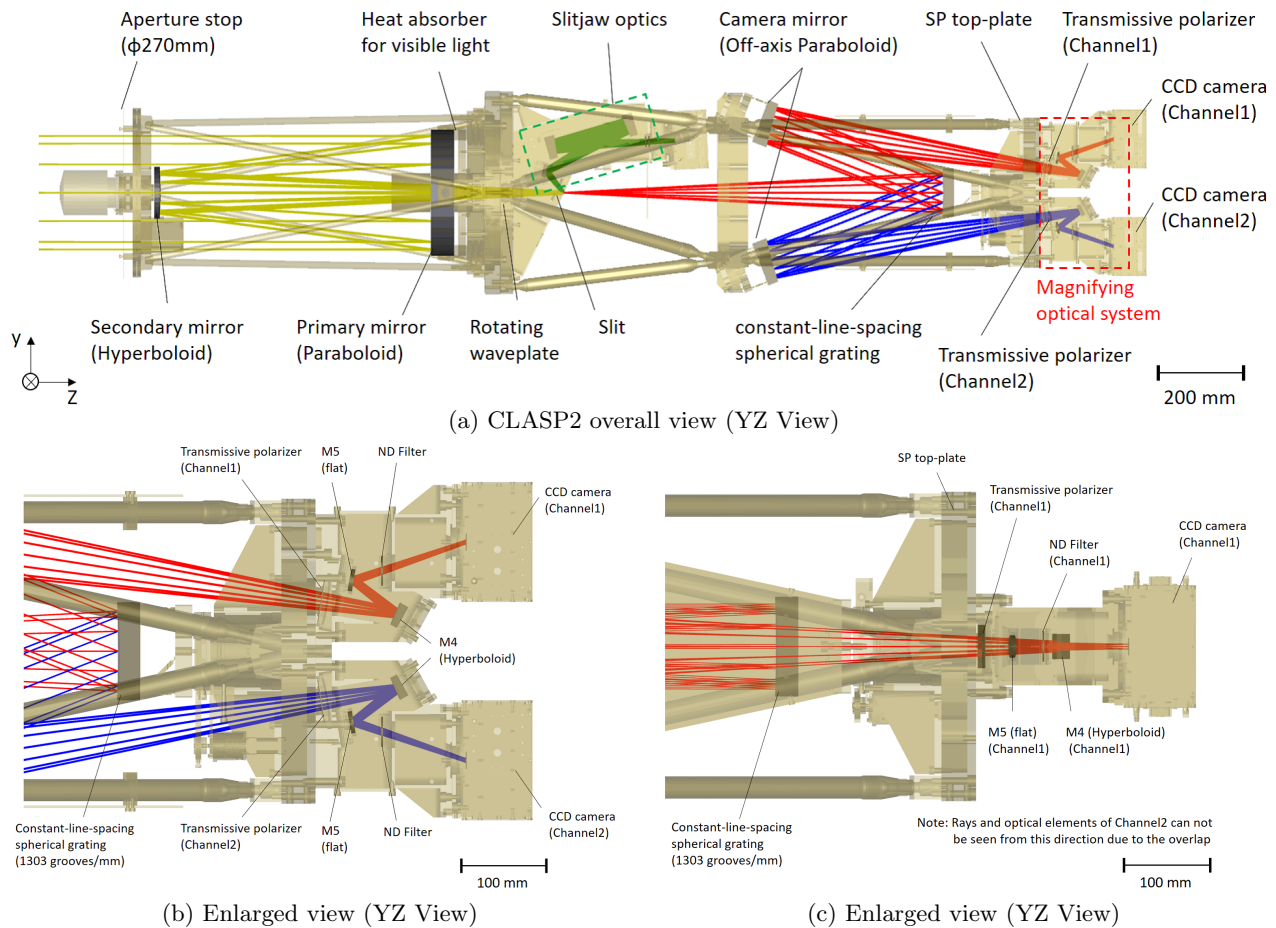 Aperture stop
(ϕ270mm)
Heat absorber
for visible light
Slitjaw optics
Camera mirror
(Off-axis Paraboloid)
SP top-plate
Transmissive polarizer
(Channel1)
CCD camera
(Channel1)
CCD camera
(Channel2)
Magnifying
optical system
Secondary mirror
(Hyperboloid)
Primary mirror
(Paraboloid)
Rotating
waveplate
Slit
constant-line-spacing
spherical grating
Transmissive polarizer
(Channel2)
y
Z
200 mm
(a) CLASP2 overall view (YZ View)
Transmissive polarizer
(Channel1)
M5
(flat)
ND Filter
CCD camera
(Channel1)
M4
(Hyperboloid)
Constant-line-spacing
spherical grating
(1303 grooves/mm)
Transmissive polarizer
(Channel2)
M5
(flat)
ND Filter
CCD camera
(Channel2)
100 mm
(b) Enlarged view (YZ View)
SP top-plate
Transmissive polarizer
(Channel1)
ND Filter
(Channel1)
CCD camera
(Channel1)
M5 (flat)
(Channel1)
M4 (Hyperboloid)
(Channel1)
Constant-line-spacing
spherical grating
(1303 grooves/mm)
Note: Rays and optical elements of Channel2 can not
be seen from this direction due to the overlap
100 mm
(c) Enlarged view (YZ View)